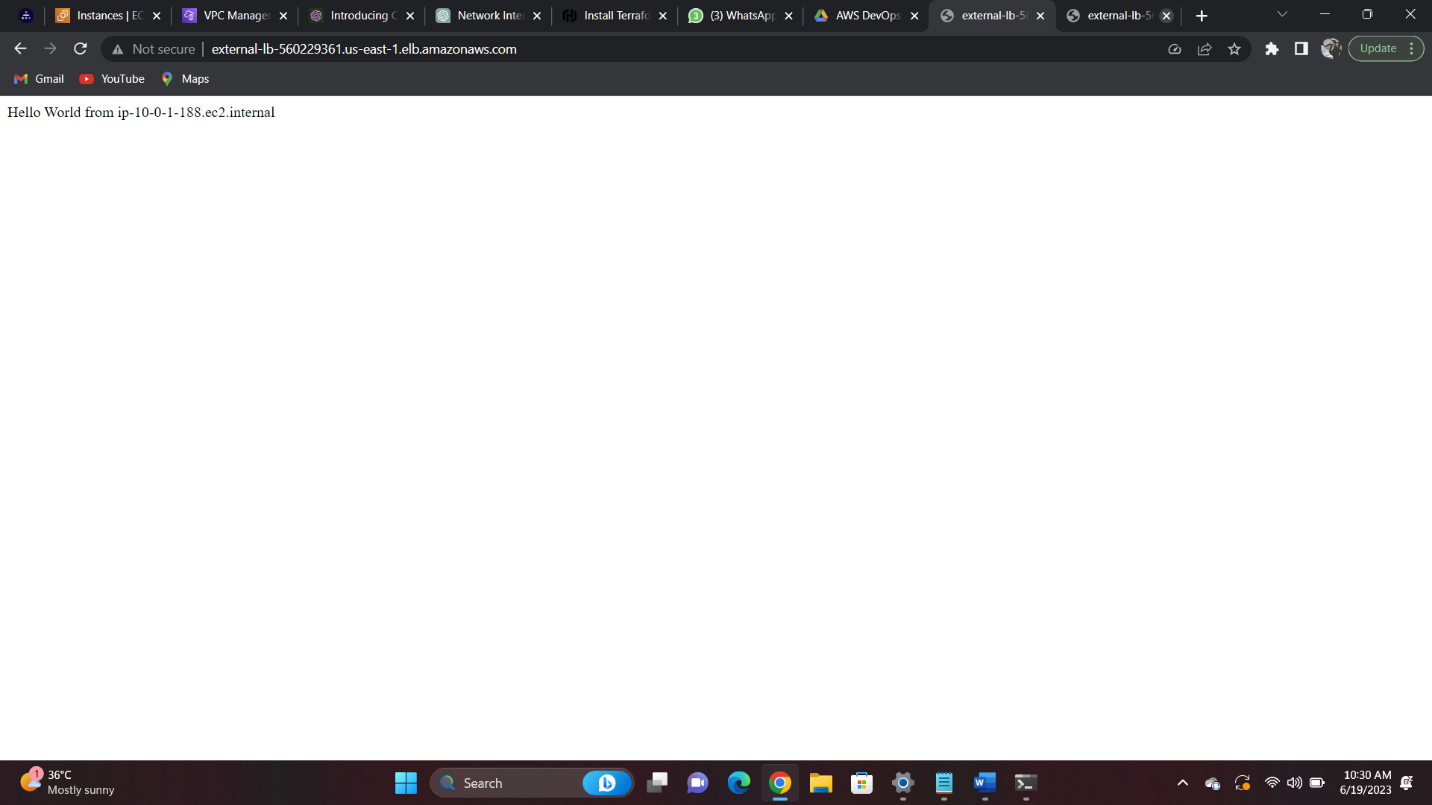 Instances | EC
VPC Manager
Introducing C
Network Inter
Install Terrafo
(3) WhatsApp
AWS DevOps
external-lb-5
external-lb-5
Not secure
external-lb-560229361.us-east-1.elb.amazonaws.com
Update
Gmail
YouTube
Maps
Hello World from ip-10-0-1-188.ec2.internal
1
36°C
Mostly sunny
Search
10:30 AM
6/19/2023